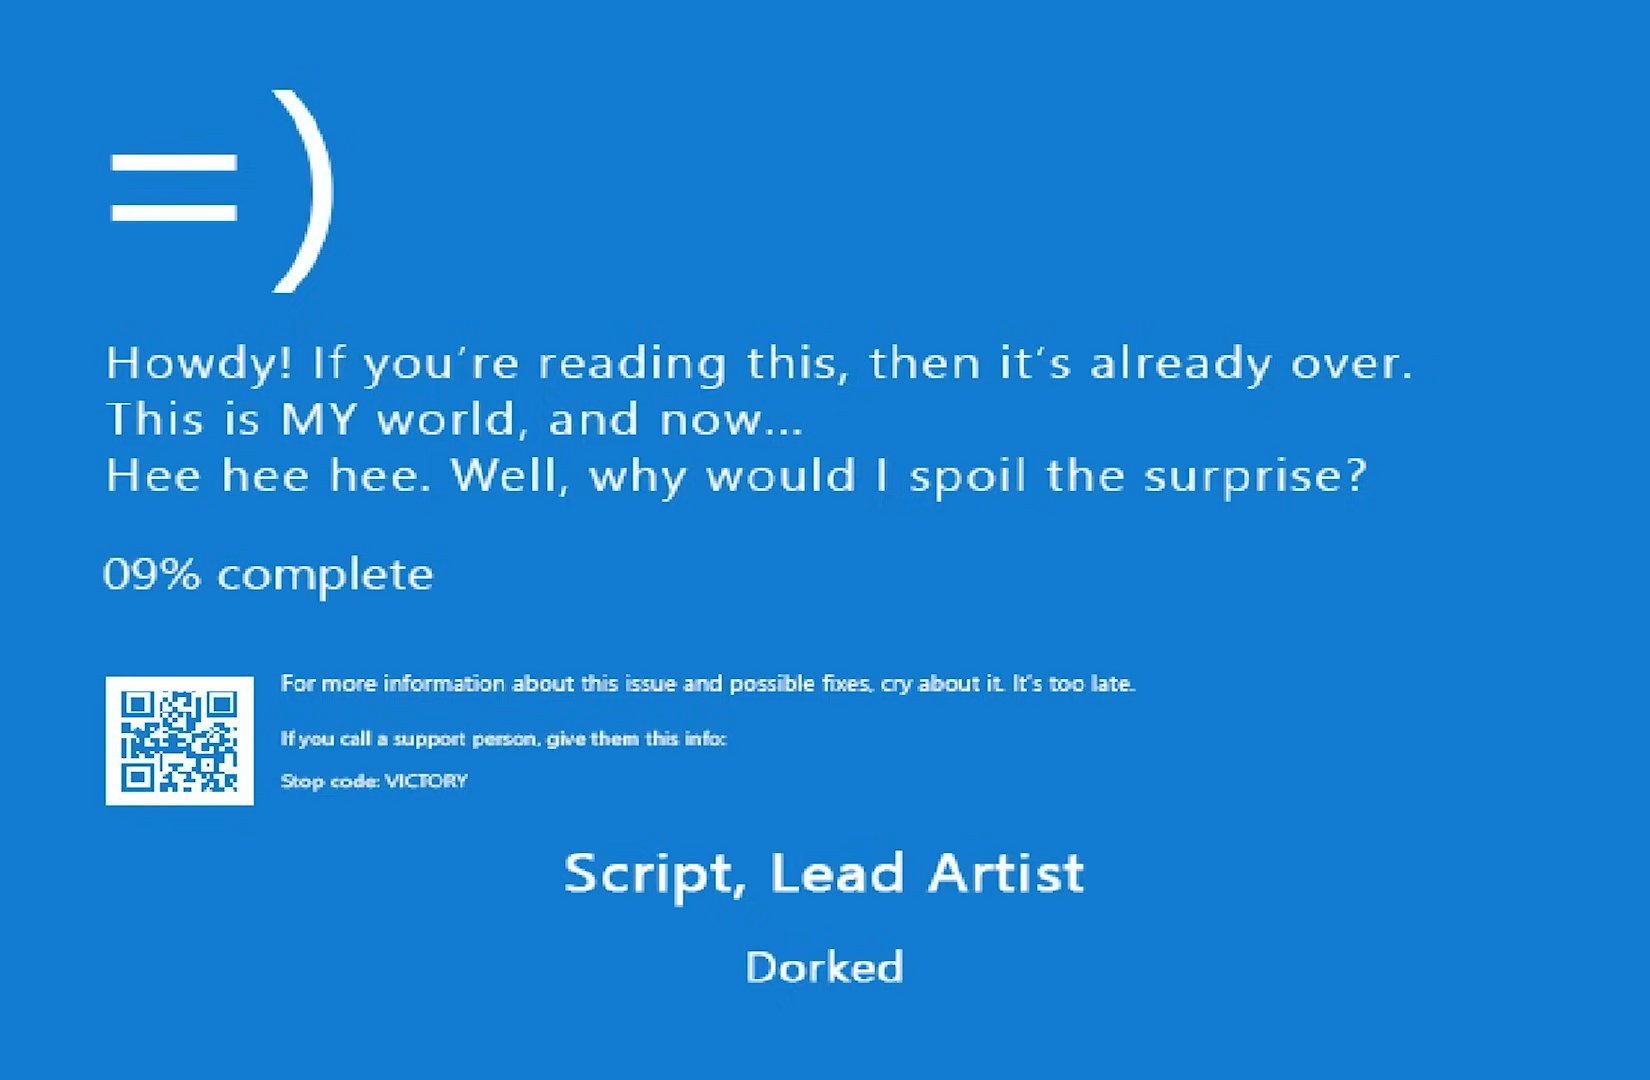 =)
Howdy! If you're reading this, then it's already over.
This is MY world, and now...
Hee hee hee. Well, why would I spoil the surprise?
09% complete
For more information about this issue and possible fixes, cry about it. It's too late.
If you call a support person, give them this info:
Stop code: VICTORY
Script, Lead Artist
Dorked